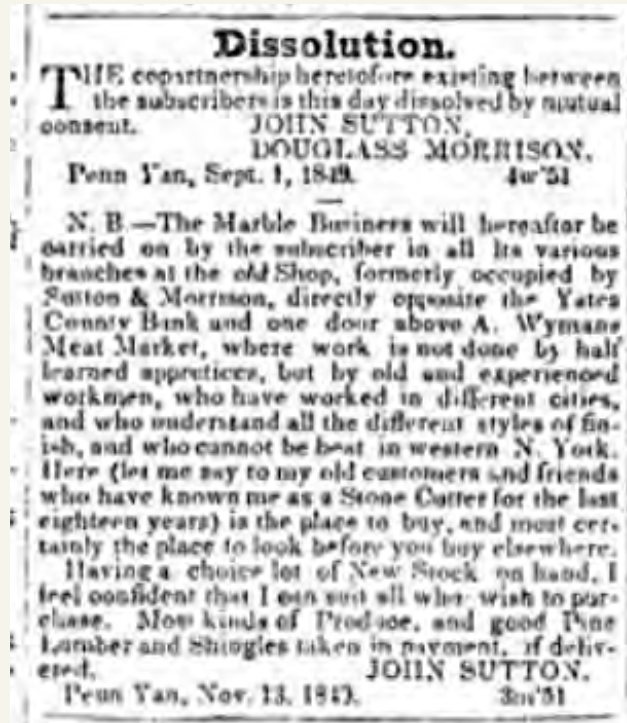 Dissolution.
THE copartnership heretofore existing between
the subscribers is this day dissolved by mutual
consent. JOHN SUTTON,
DOUGLASS MORRISON.
Penn Yan, Sept. 1, 1849. 4w'51
N. B.—The Marble Business will hereafter be
carried on by the subscriber in all its various
branches at the old Shop, formerly occupied by
Sutton & Morrison, directly opposite the Yates
County Bank and one door above A. Wymans
Meat Market, where work is not done by half
learned appretices, but by old and experienced
workmen, who have worked in different cities,
and who understand all the different styles of fin-
ish, and who cannot be beat in western N. York.
Here (let me say to my old customers and friends
who have known me as a Stone Cutter for the last
eighteen years) is the place to buy, and most cer-
tainly the place to look before you buy elsewhere.
Having a choice lot of New Stock on hand, I
feel confident that I can suit all who wish to pur-
chase. Most kinds of Produce, and good Pine
Lumber and Shingles taken in payment, if deliv-
ered. JOHN SUTTON.
Penn Yan, Nov. 13, 1849. 3m'51